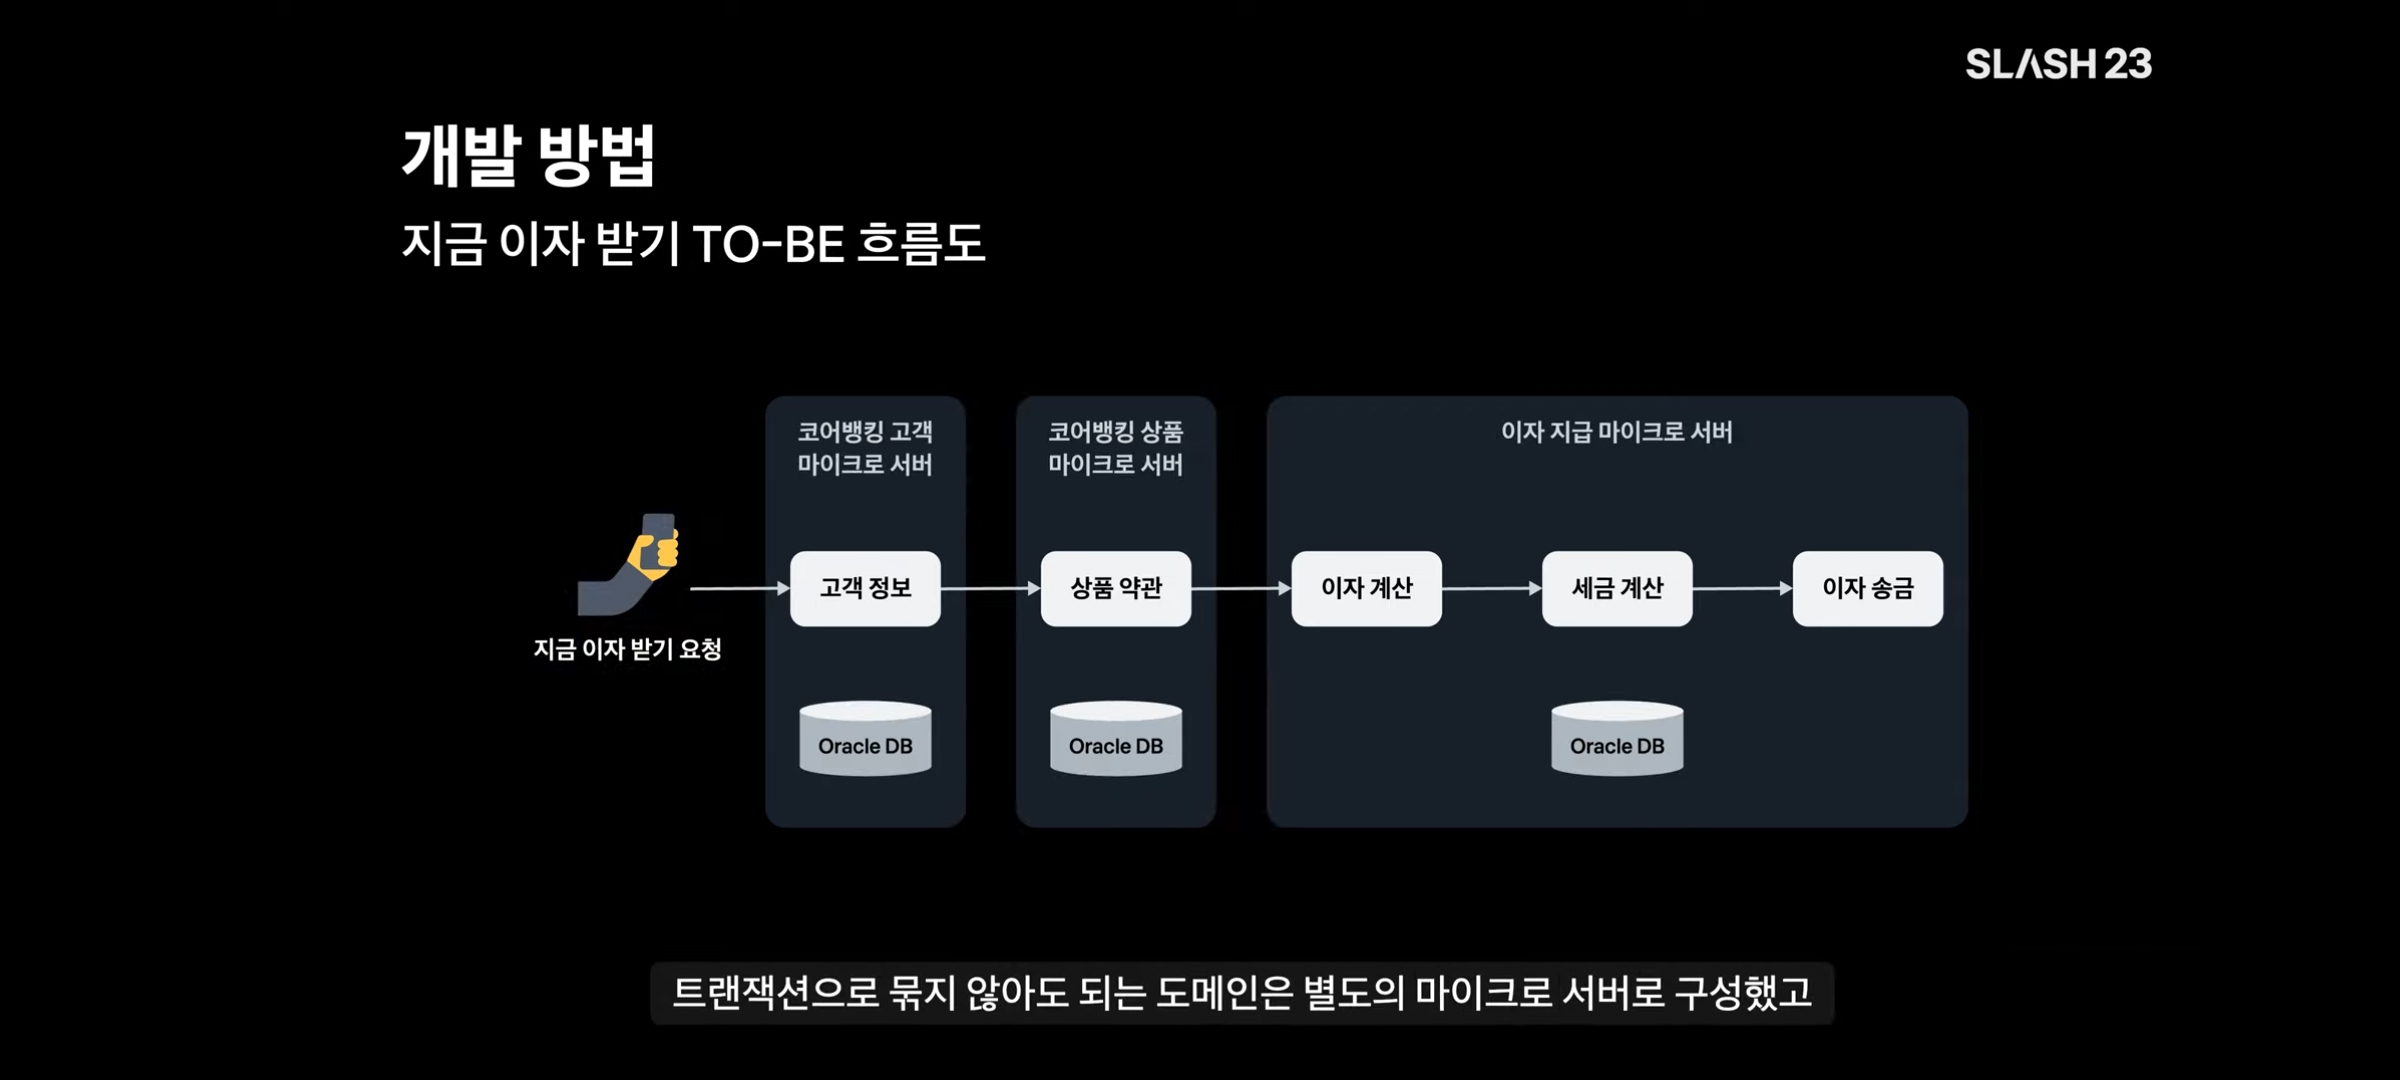 SLASH 23
개발 방법
지금 이자 받기 TO-BE 흐름도
코어뱅킹 고객
마이크로 서버
코어뱅킹 상품
마이크로 서버
이자 지급 마이크로 서버
고객 정보
상품 약관
이자 계산
세금 계산
이자 송금
지금 이자 받기 요청
Oracle DB
Oracle DB
Oracle DB
트랜잭션으로 묶지 않아도 되는 도메인은 별도의 마이크로 서버로 구성했고